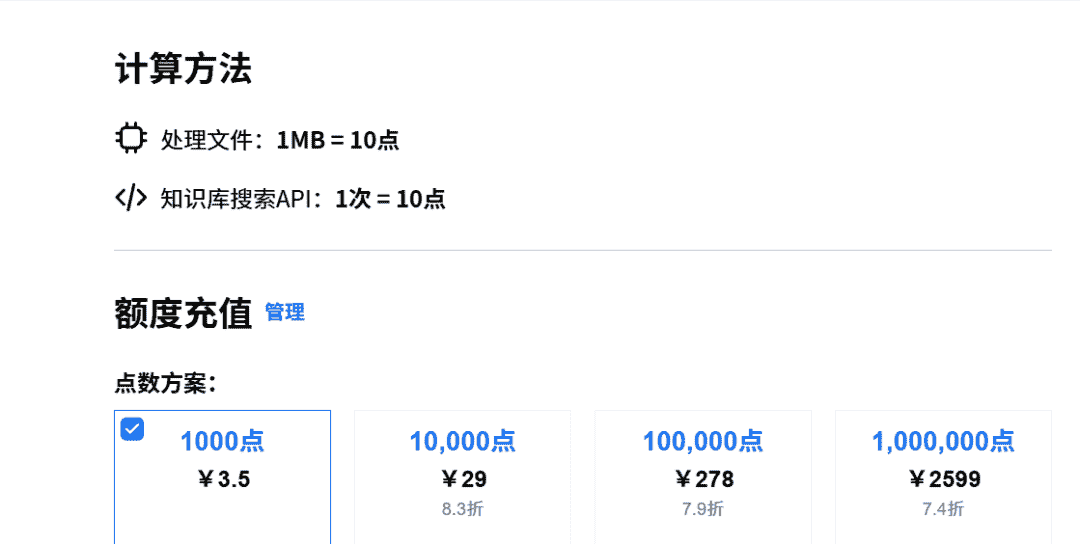 计算方法
处理文件：1MB = 10点
知识库搜索API：1次 = 10点
额度充值 管理
点数方案：
1000点 10,000点 100,000点 1,000,000点
￥3.5 ￥29 ￥278 ￥2599
8.3折 7.9折 7.4折